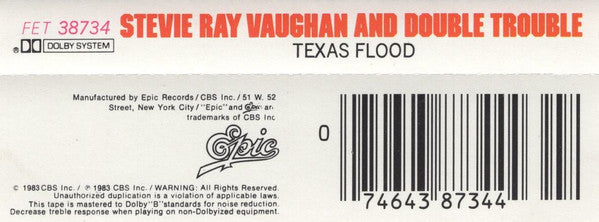 FET 38734 STEVIE RAY VAUGHAN AND DOUBLE TROUBLE
® DOLBY SYSTEM TEXAS FLOOD
Manufactured by Epic Records/CBS Inc./51 W. 52
Street, New York City/"Epic" and Epic ar
trademarks of CBS Inc
Epic
0
74643 87344
© 1983 CBS Inc./ ℗ 1983 CBS Inc./WARNING: All Rights Reserved.
Unauthorized duplication is a violation of applicable laws.
This tape is mastered to Dolby "B" standards for noise reduction.
Decrease treble response when playing on non-Dolbyized equipment.